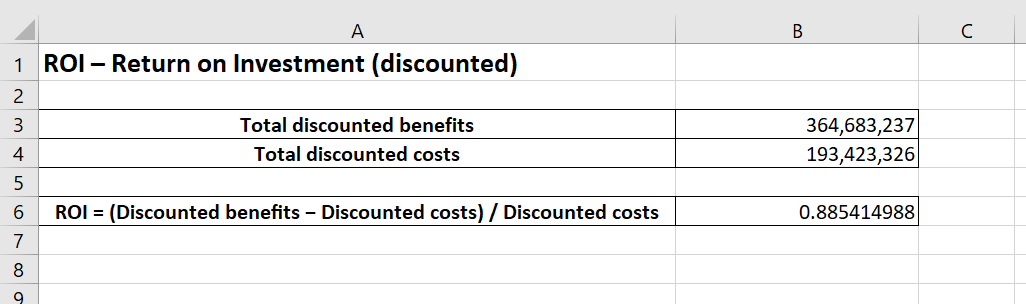 A B C
1 ROI – Return on Investment (discounted)
2
3 Total discounted benefits 364,683,237
4 Total discounted costs 193,423,326
5
6 ROI = (Discounted benefits – Discounted costs) / Discounted costs 0.885414988
7
8
9